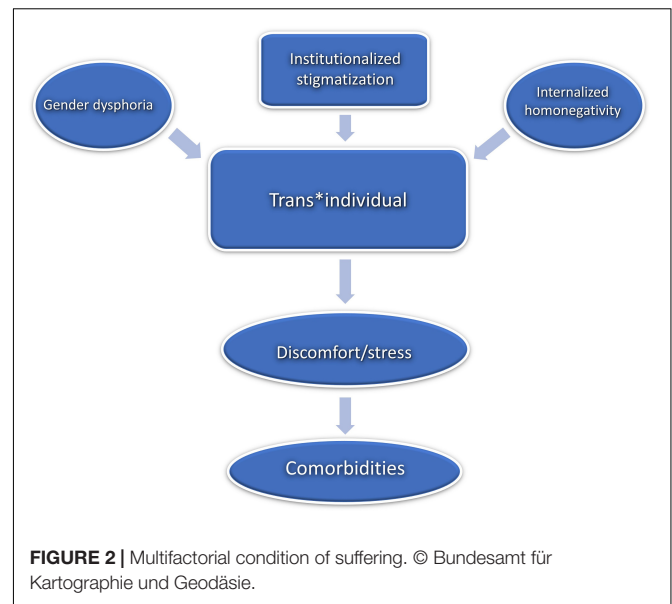 Institutionalized
stigmatization
Gender dysphoria
Internalized
homonegativity
Trans*individual
Discomfort/stress
Comorbidities
FIGURE 2 | Multifactorial condition of suffering. © Bundesamt für
Kartographie und Geodäsie.